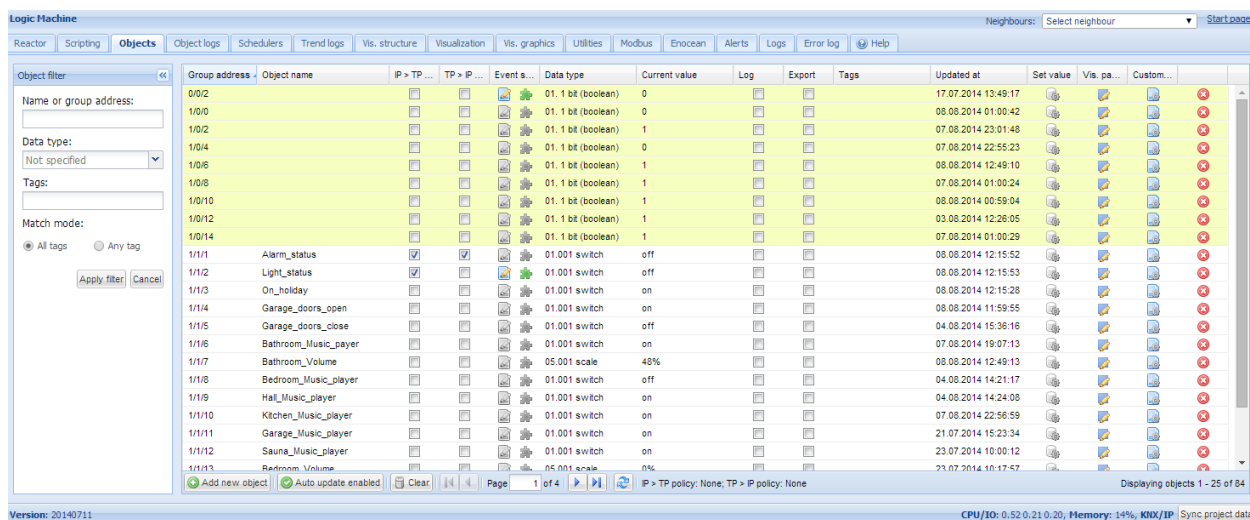 Logic Machine Neighbours: Select neighbour Start page
Reactor Scripting Objects Object logs Schedulers Trend logs Vis. structure Visualization Vis. graphics Utilities Modbus Enocean Alerts Logs Error log Help
Object filter
Name or group address:
Data type:
Not specified
Tags:
Match mode:
All tags Any tag
Apply filter Cancel
Group address Object name IP > TP ... TP > IP ... Event s... Data type Current value Log Export Tags Updated at Set value Vis. pa... Custom...
0/0/2 01. 1 bit (boolean) 0 17.07.2014 13:49:17
1/0/0 01. 1 bit (boolean) 0 08.08.2014 01:00:42
1/0/2 01. 1 bit (boolean) 1 07.08.2014 23:01:48
1/0/4 01. 1 bit (boolean) 0 07.08.2014 22:55:23
1/0/6 01. 1 bit (boolean) 1 08.08.2014 12:49:10
1/0/8 01. 1 bit (boolean) 1 07.08.2014 01:00:24
1/0/10 01. 1 bit (boolean) 1 08.08.2014 00:59:04
1/0/12 01. 1 bit (boolean) 1 03.08.2014 12:26:05
1/0/14 01. 1 bit (boolean) 1 07.08.2014 01:00:29
1/1/1 Alarm_status 01.001 switch off 08.08.2014 12:15:52
1/1/2 Light_status 01.001 switch off 08.08.2014 12:15:53
1/1/3 On_holiday 01.001 switch on 08.08.2014 12:15:28
1/1/4 Garage_doors_open 01.001 switch on 08.08.2014 11:59:55
1/1/5 Garage_doors_close 01.001 switch off 04.08.2014 15:36:16
1/1/6 Bathroom_Music_payer 01.001 switch on 07.08.2014 19:07:13
1/1/7 Bathroom_Volume 05.001 scale 48% 08.08.2014 12:49:13
1/1/8 Bedroom_Music_player 01.001 switch off 04.08.2014 14:21:17
1/1/9 Hall_Music_player 01.001 switch on 04.08.2014 14:24:08
1/1/10 Kitchen_Music_player 01.001 switch on 07.08.2014 22:56:59
1/1/11 Garage_Music_player 01.001 switch on 21.07.2014 15:23:34
1/1/12 Sauna_Music_player 01.001 switch on 23.07.2014 10:00:12
1/1/13 Bedroom_Volume 05.001 scale 0% 23.07.2014 10:17:57
Add new object Auto update enabled Clear Page 1 of 4 IP > TP policy: None; TP > IP policy: None Displaying objects 1 - 25 of 84
Version: 20140711 CPU/IO: 0.52 0.21 0.20, Memory: 14%, KNX/IP Sync project data